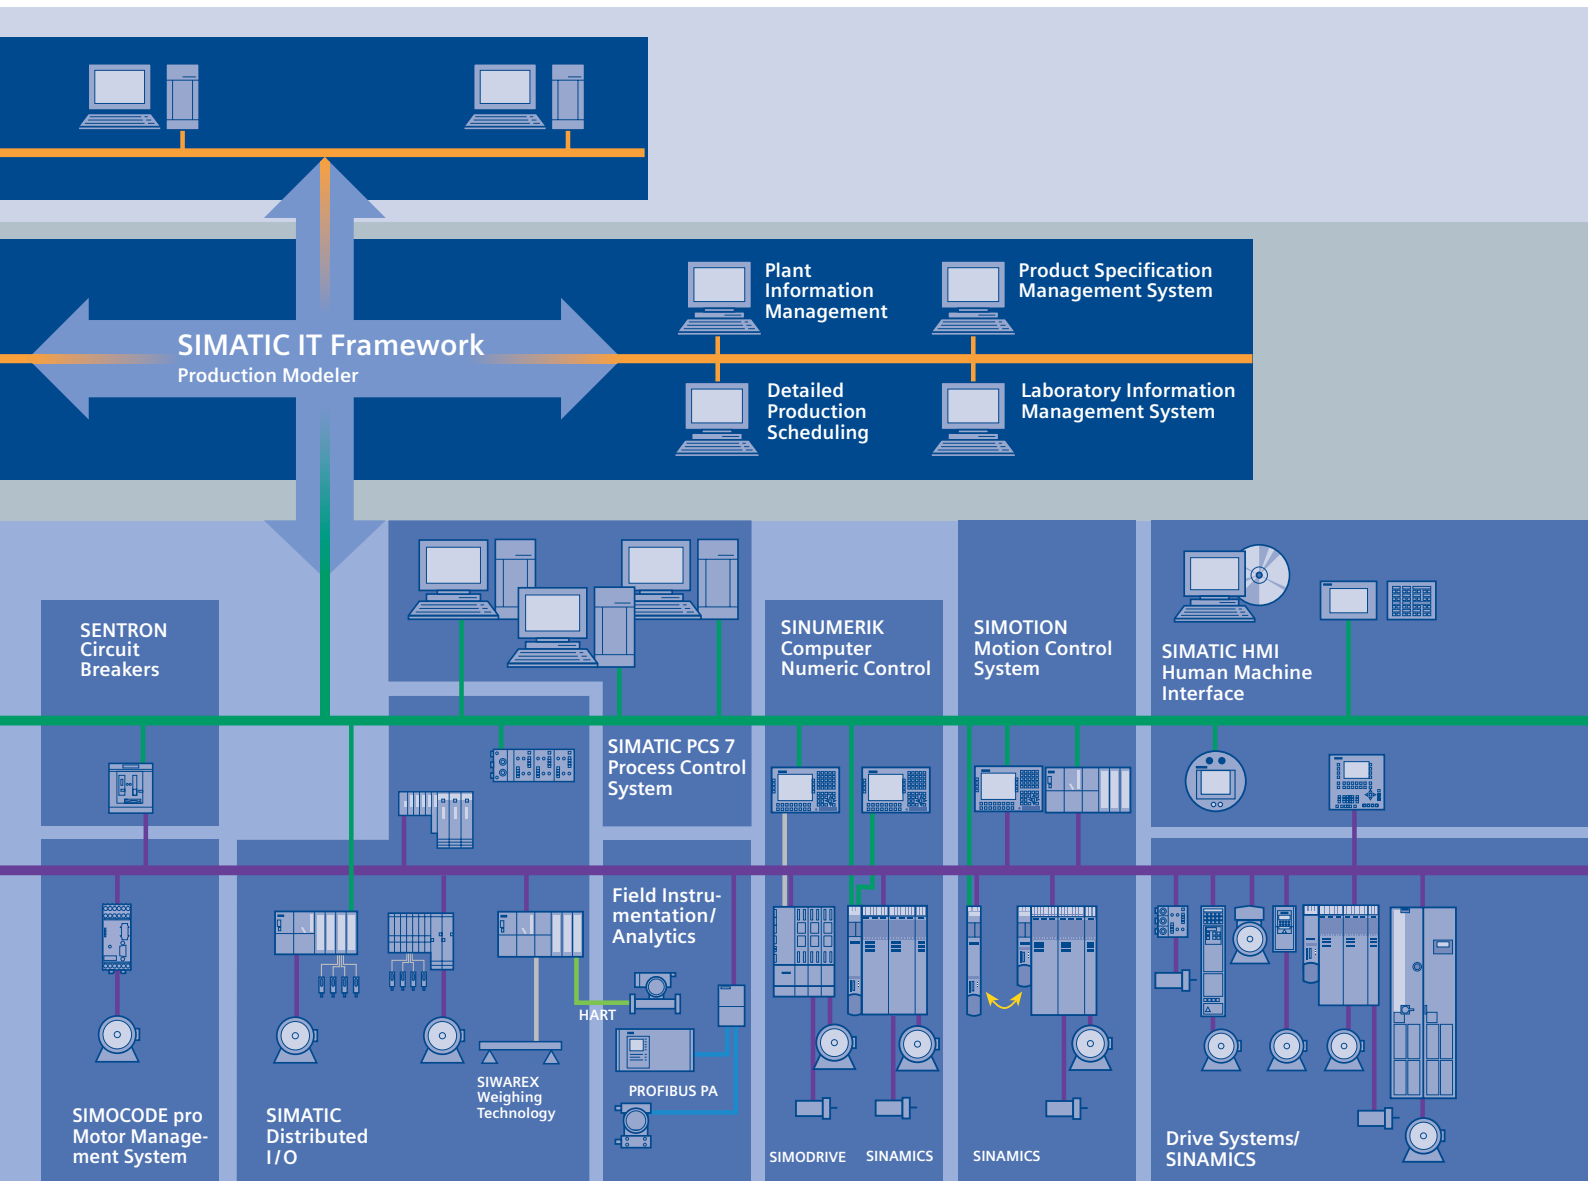 Plant
Information
Management
Product Specification
Management System
SIMATIC IT Framework
Production Modeler
Detailed
Production
Scheduling
Laboratory Information
Management System
SENTRON
Circuit
Breakers
SINUMERIK
Computer
Numeric Control
SIMOTION
Motion Control
System
SIMATIC HMI
Human Machine
Interface
SIMATIC PCS 7
Process Control
System
Field Instru-
mentation/
Analytics
HART
PROFIBUS PA
SIWAREX
Weighing
Technology
SIMOCODE pro
Motor Manage-
ment System
SIMATIC
Distributed
I/O
SIMODRIVE
SINAMICS
SINAMICS
Drive Systems/
SINAMICS